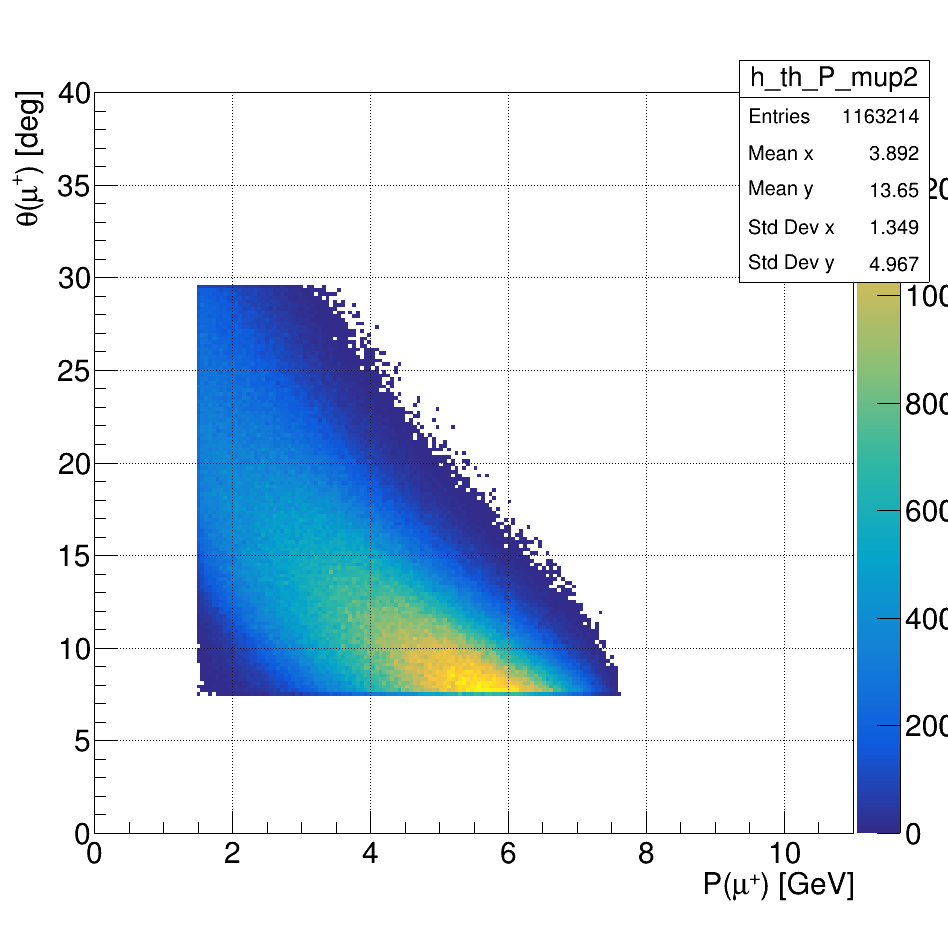 h_th_P_mup2
Entries 1163214
Mean x 3.892
Mean y 13.65
Std Dev x 1.349
Std Dev y 4.967
θ(μ⁺) [deg]
40
35
30
25
20
15
10
5
0
0 2 4 6 8 10
P(μ⁺) [GeV]
800
600
400
200
0